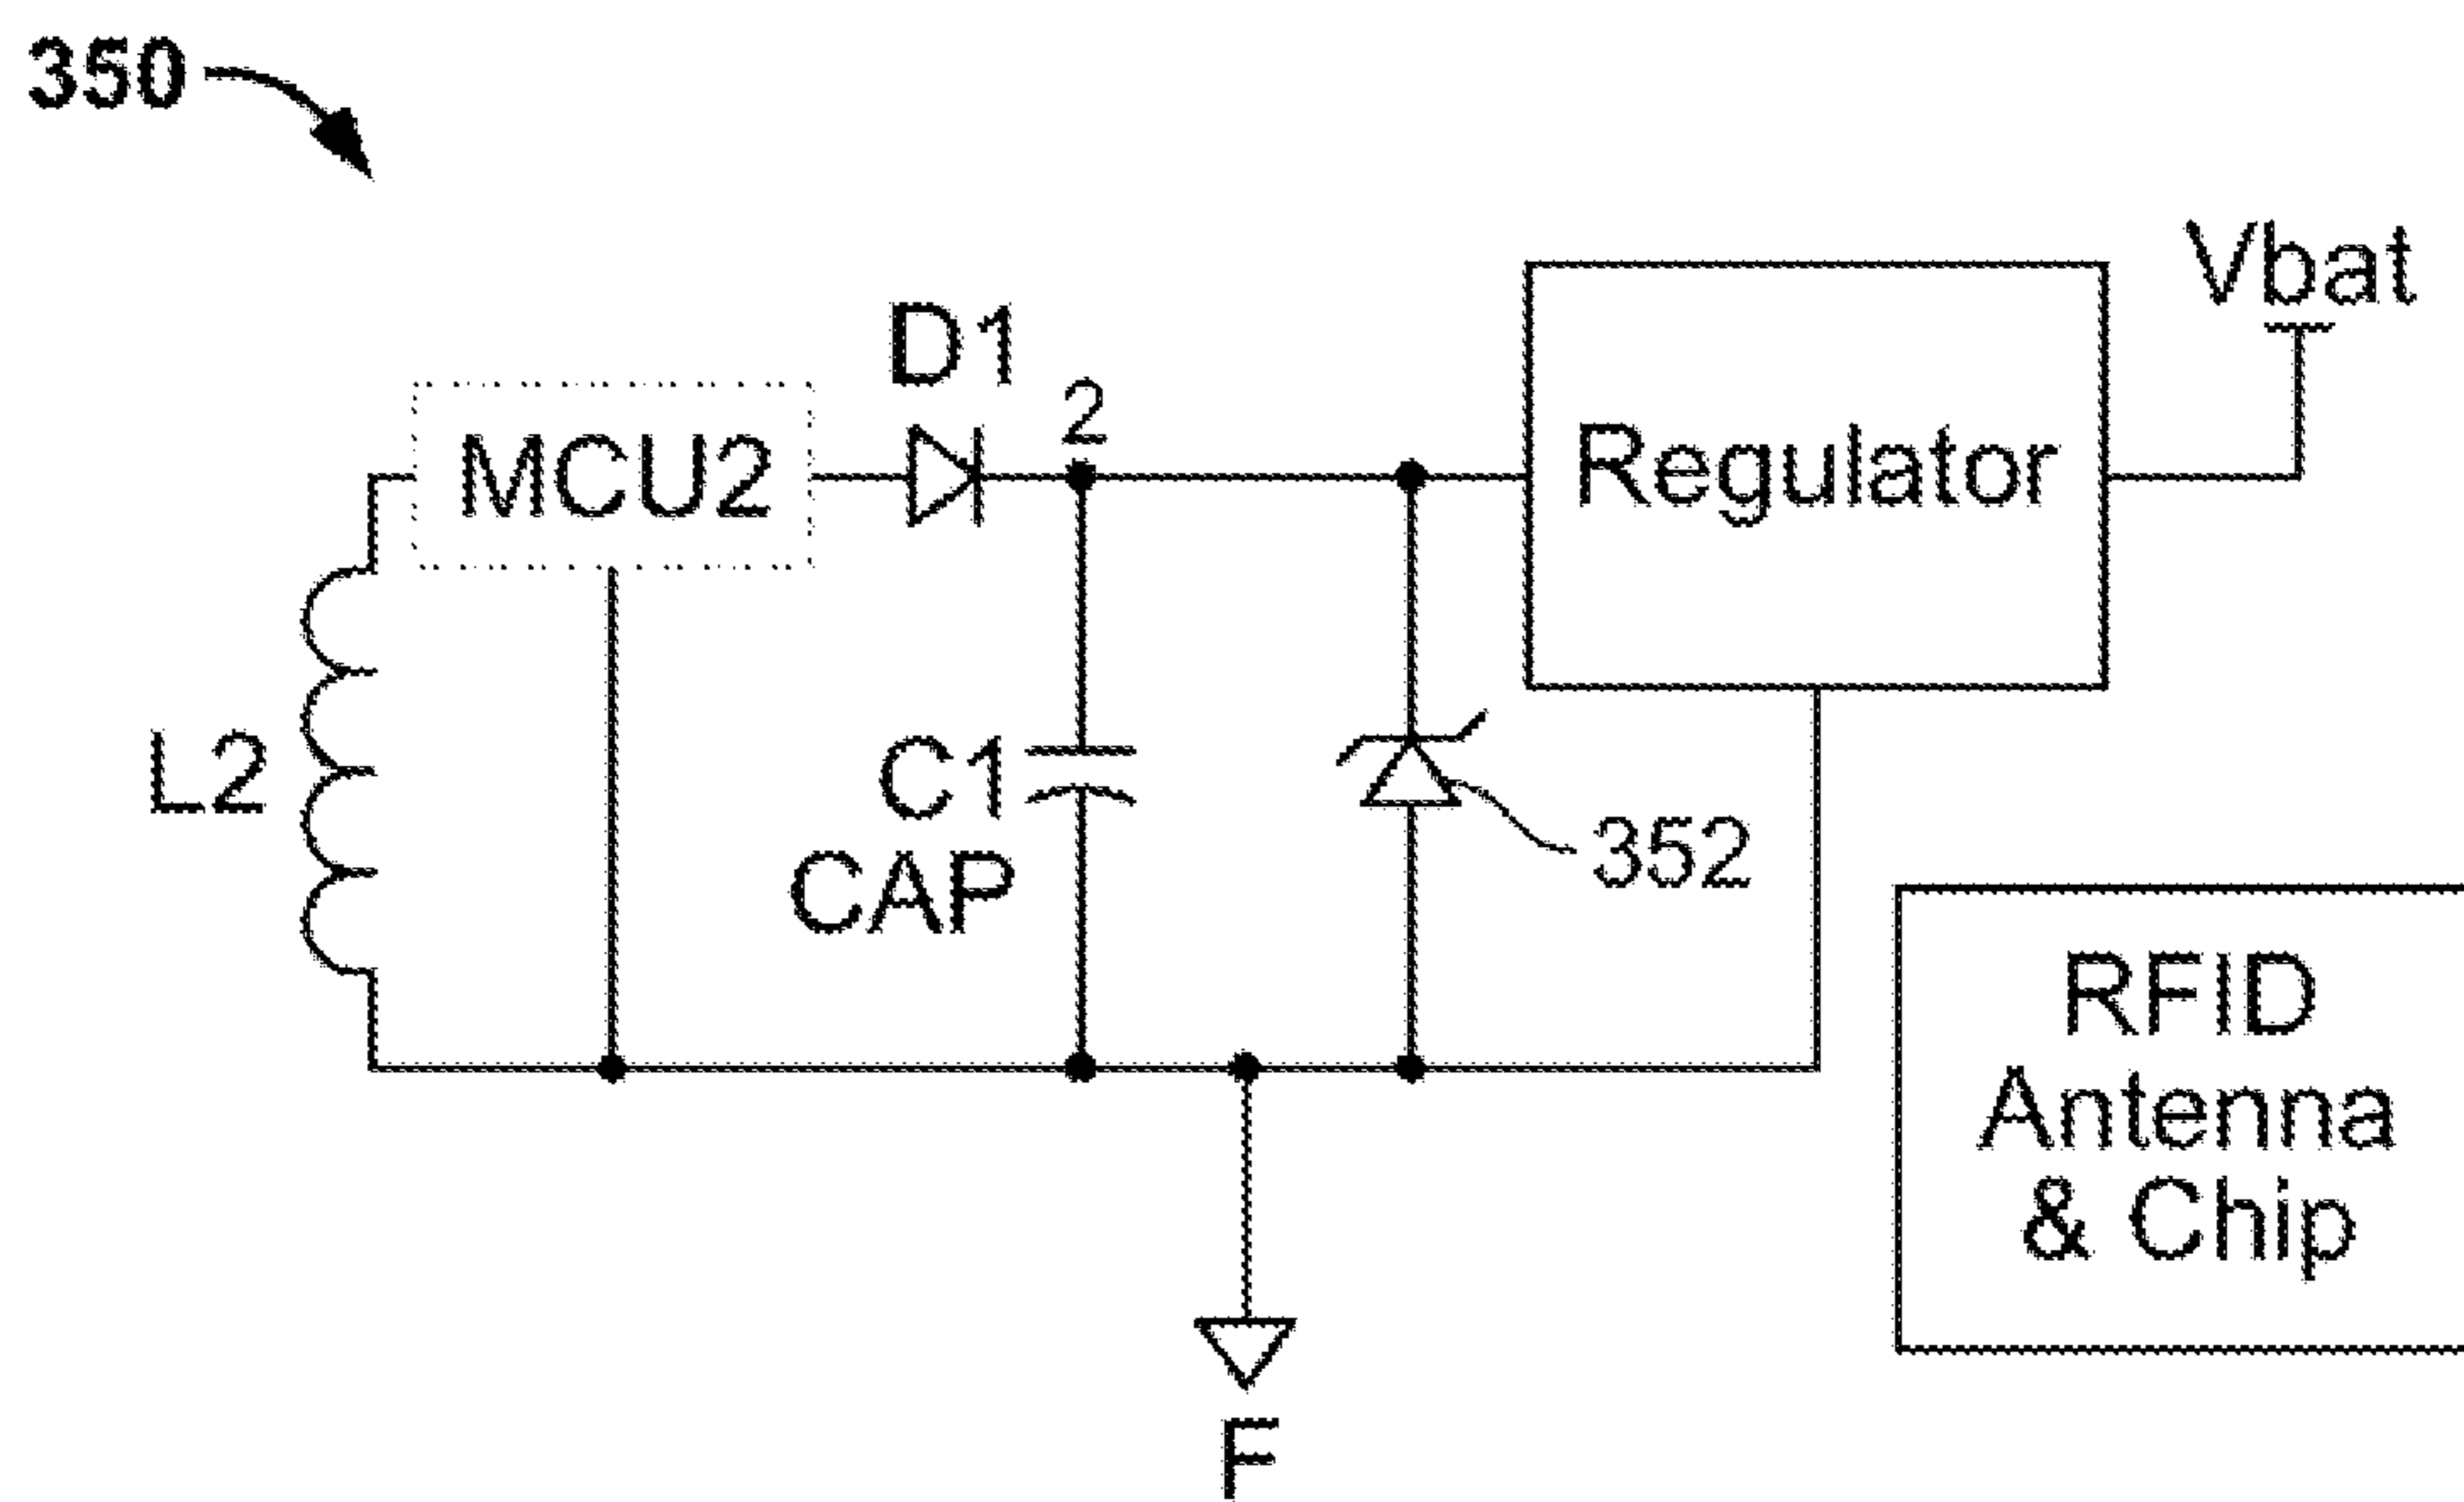 350
Vbat
D1
2
MCU2
Regulator
L2
C1
CAP
352
RFID
Antenna
& Chip
F